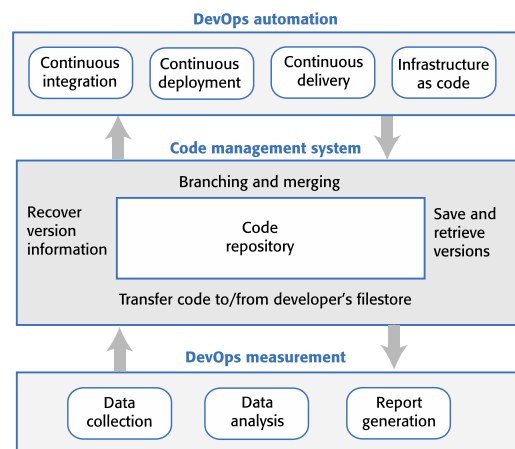 DevOps automation
Continuous
integration
Continuous
deployment
Continuous
delivery
Infrastructure
as code
Code management system
Branching and merging
Recover
version
information
Code
repository
Save and
retrieve
versions
Transfer code to/from developer's filestore
DevOps measurement
Data
collection
Data
analysis
Report
generation